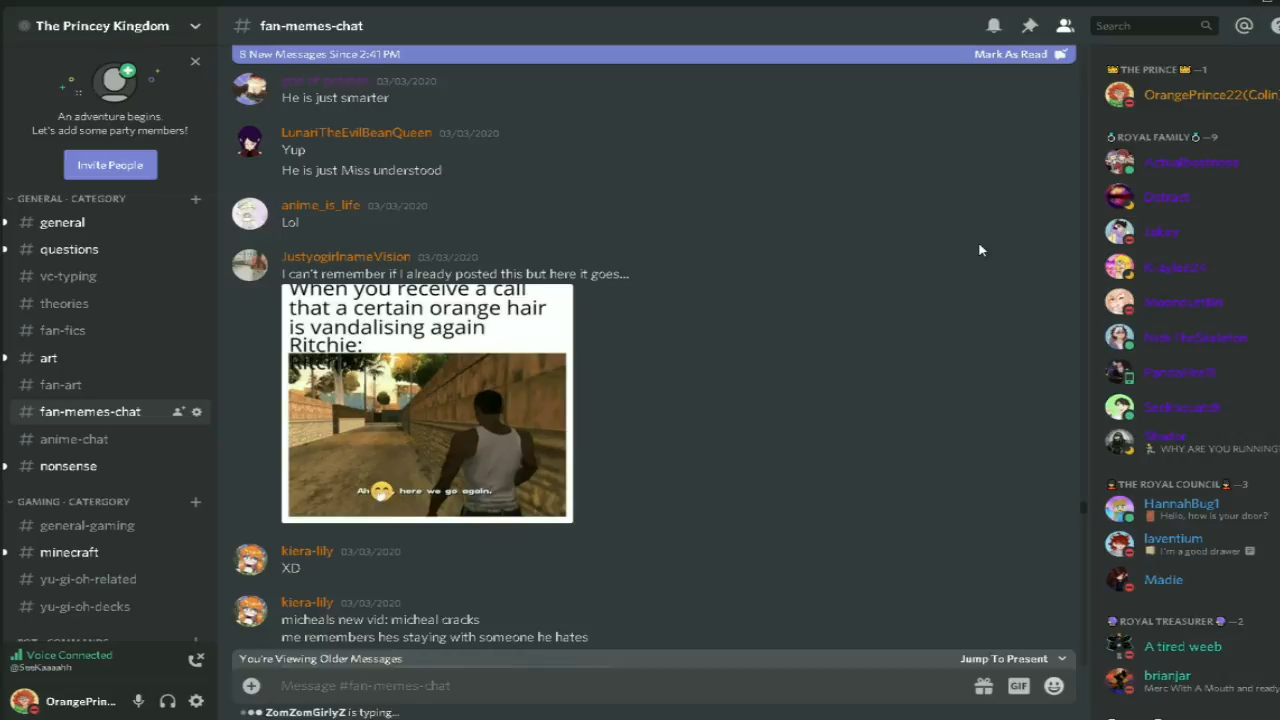 The Princey Kingdom
An adventure begins.
Let's add some party members!
Invite People
GENERAL - CATEGORY
# general
# questions
# vc-typing
# theories
# fan-fics
# art
# fan-art
# fan-memes-chat
# anime-chat
# nonsense
GAMING - CATERGORY
# general-gaming
# minecraft
# yu-gi-oh-related
# yu-gi-oh-decks
Voice Connected
@SeeKaaaahh
OrangePrin...
# fan-memes-chat
Search
8 New Messages Since 2:41 PM
Mark As Read
03/03/2020
He is just smarter
LunariTheEvilBeanQueen 03/03/2020
Yup
He is just Miss understood
anime_is_life 03/03/2020
Lol
JustyogirlnameVision 03/03/2020
I can't remember if I already posted this but here it goes...
When you receive a call
that a certain orange hair
is vandalising again
Ritchie:
Ritchie:
Ah here we go again.
kiera-lily 03/03/2020
XD
kiera-lily 03/03/2020
micheals new vid: micheal cracks
me remembers hes staying with someone he hates
You're Viewing Older Messages
Jump To Present
Message #fan-memes-chat
GIF
ZomZomGirlyZ is typing...
THE PRINCE —1
OrangePrince22(Colin
ROYAL FAMILY —9
NickTheSkeleton
WHY ARE YOU RUNNING
THE ROYAL COUNCIL —3
HannahBug1
Hello, how is your door?
laventium
I'm a good drawer
Madie
ROYAL TREASURER —2
A tired weeb
brianjar
Merc With A Mouth and ready